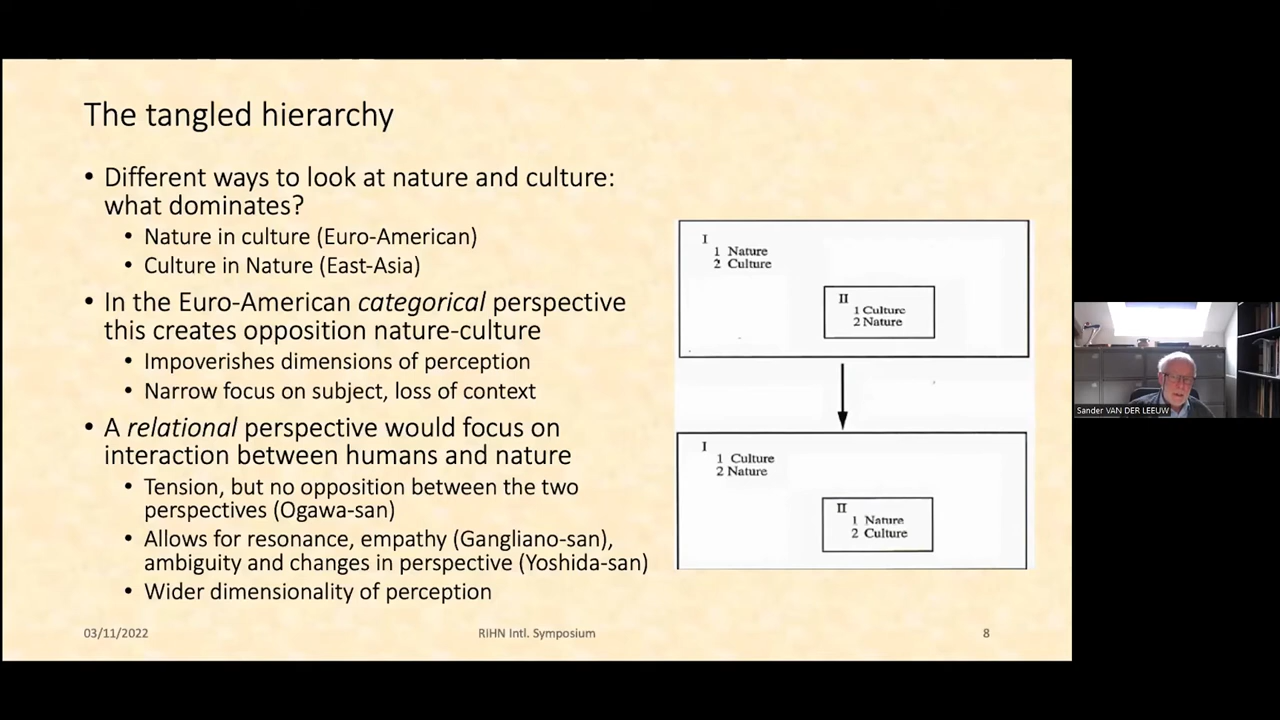 The tangled hierarchy
• Different ways to look at nature and culture:
what dominates?
• Nature in culture (Euro-American)
• Culture in Nature (East-Asia)
• In the Euro-American categorical perspective
this creates opposition nature-culture
• Impoverishes dimensions of perception
• Narrow focus on subject, loss of context
• A relational perspective would focus on
interaction between humans and nature
• Tension, but no opposition between the two
perspectives (Ogawa-san)
• Allows for resonance, empathy (Gangliano-san),
ambiguity and changes in perspective (Yoshida-san)
• Wider dimensionality of perception
I
1 Nature
2 Culture
II
1 Culture
2 Nature
I
1 Culture
2 Nature
II
1 Nature
2 Culture
03/11/2022
RIHN Intl. Symposium
8
Sander VAN DER LEEUW